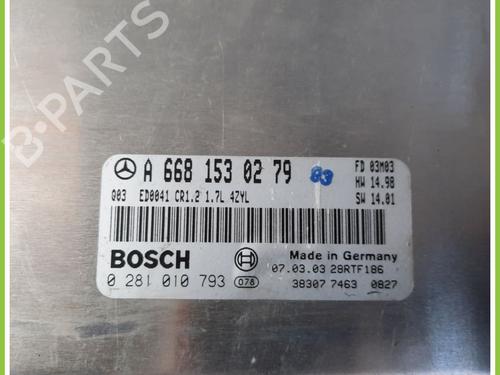 B-PARTS
A 668 153 02 79 83
FD 03M03
HW 14.98
SW 14.01
Q03 ED0041 CR1.2 1.7L 4ZYL
BOSCH
Made in Germany
0 281 010 793 078
07.03.03 28RTF186
38307 7463 0827